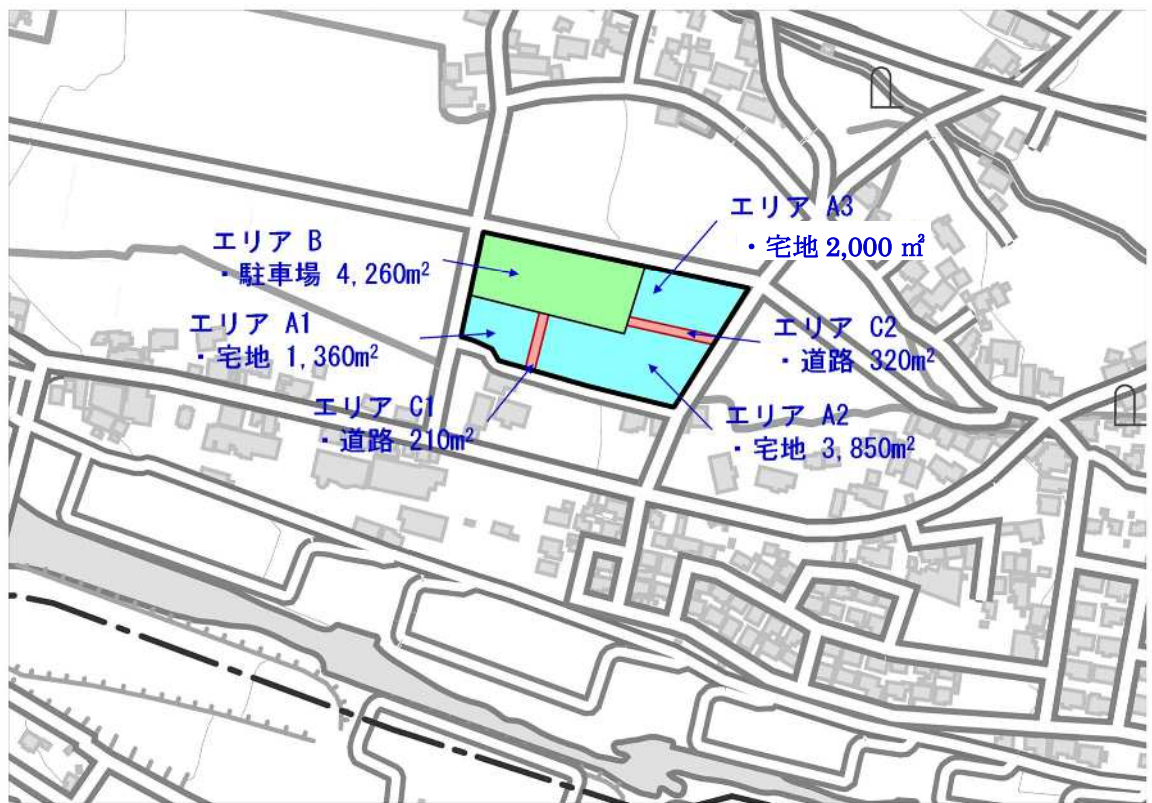 エリア A3
・宅地 2,000 ㎡
エリア B
・駐車場 4,260m²
エリア A1
・宅地 1,360m²
エリア C2
・道路 320m²
エリア C1
・道路 210m²
エリア A2
・宅地 3,850m²